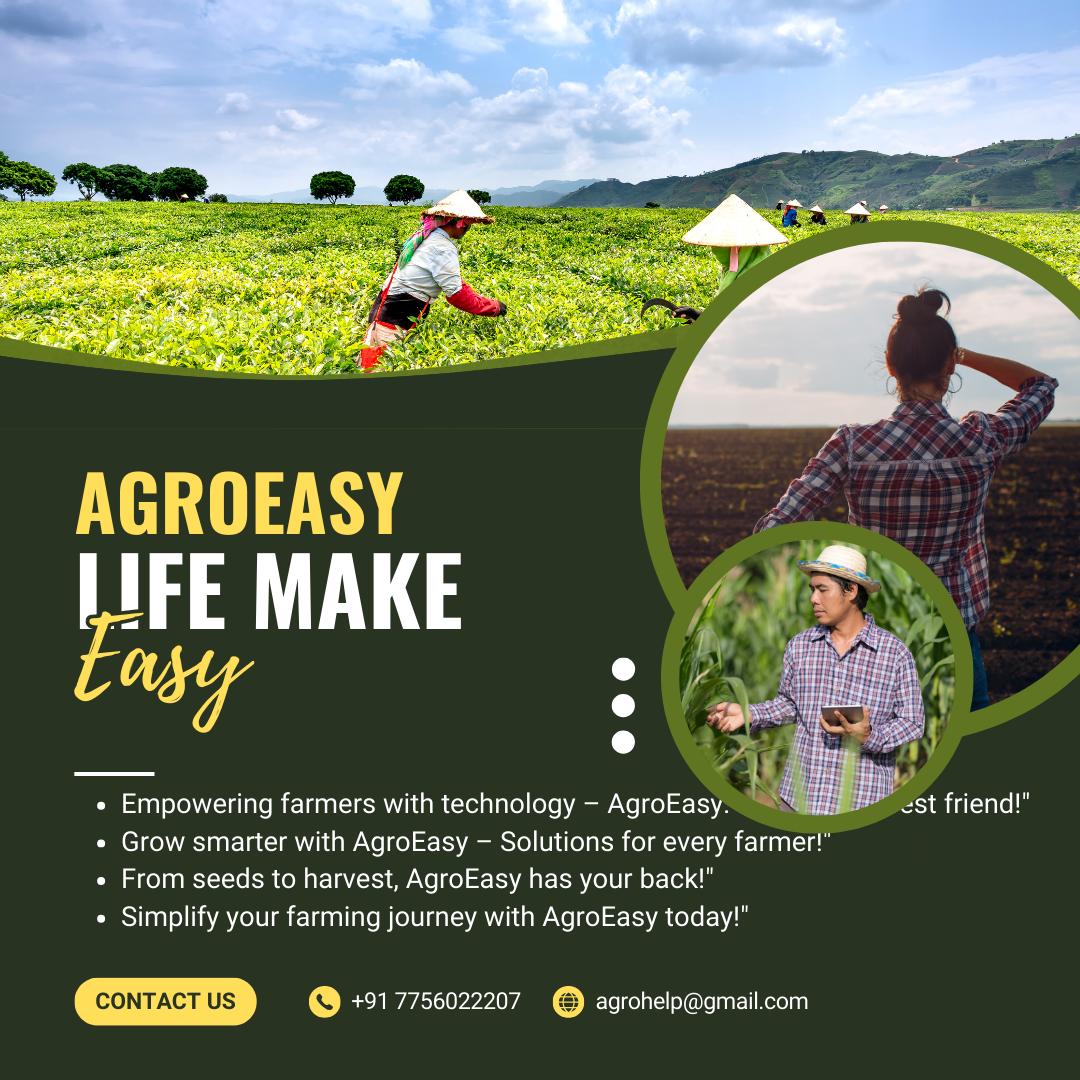 AGROEASY
LIFE MAKE
Easy
• Empowering farmers with technology – AgroEasy. est friend!"
• Grow smarter with AgroEasy – Solutions for every farmer!"
• From seeds to harvest, AgroEasy has your back!"
• Simplify your farming journey with AgroEasy today!"
CONTACT US +91 7756022207 agrohelp@gmail.com